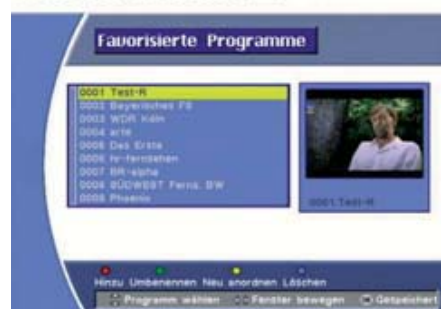 Favorisierte Programme
0001 Test-R
0002 Bayerisches FS
0003 WDR Köln
0004 arte
0005 Das Erste
0006 hr-fernsehen
0007 BR-alpha
0008 SÜDWEST Ferns. BW
0009 Phoenix
0001 Test-R
Hinzu Umbenennen Neu anordnen Löschen
Programm wählen Fenster bewegen Gespeichert